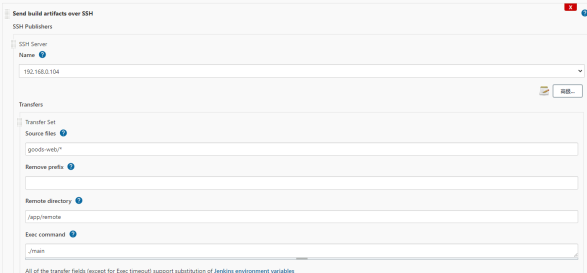 Send build artifacts over SSH
X
SSH Publishers
SSH Server
Name
192.168.0.104
高级...
Transfers
Transfer Set
Source files
goods-web/*
Remove prefix
Remote directory
/app/remote
Exec command
./main
All of the transfer fields (except for Exec timeout) support substitution of Jenkins environment variables